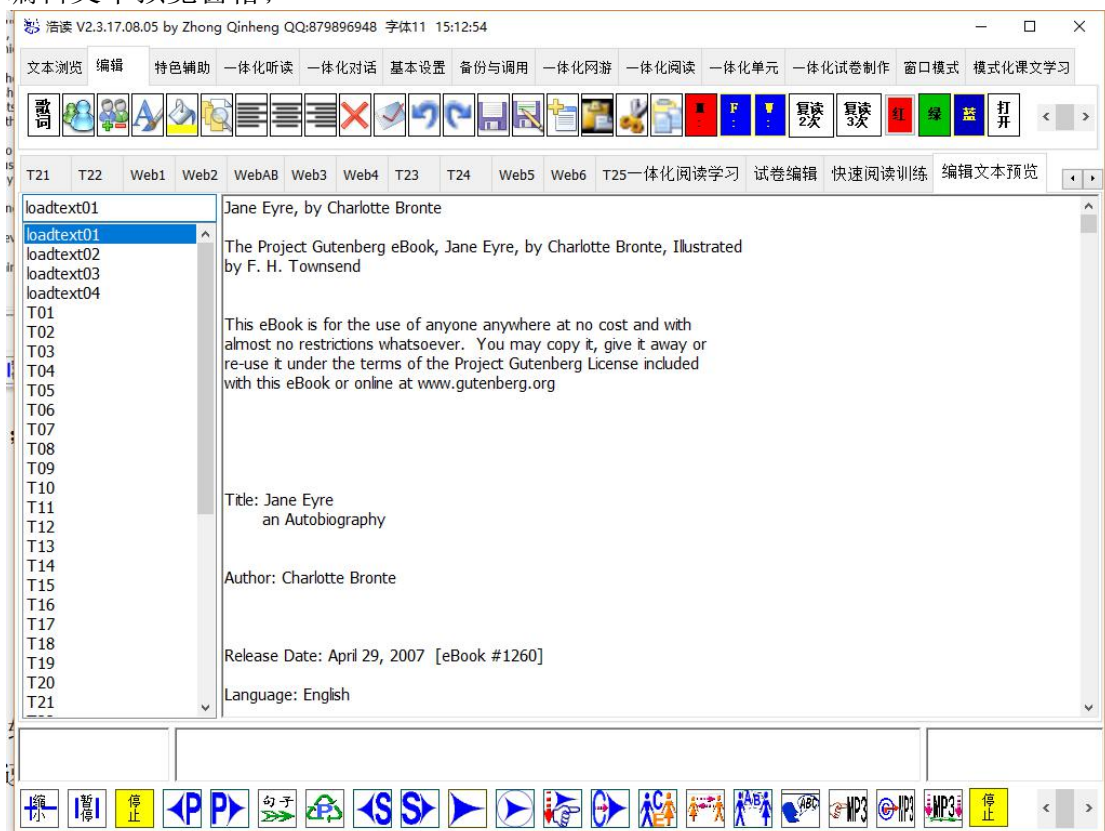 浩读 V2.3.17.08.05 by Zhong Qinheng QQ:879896948 字体11 15:12:54
文本浏览 编辑 特色辅助 一体化听读 一体化对话 基本设置 备份与调用 一体化网游 一体化阅读 一体化单元 一体化试卷制作 窗口模式 模式化课文学习
歌词 复读2次 复读3次 红 绿 蓝 打开
T21 T22 Web1 Web2 WebAB Web3 Web4 T23 T24 Web5 Web6 T25一体化阅读学习 试卷编辑 快速阅读训练 编辑文本预览
loadtext01
loadtext01
loadtext02
loadtext03
loadtext04
T01
T02
T03
T04
T05
T06
T07
T08
T09
T10
T11
T12
T13
T14
T15
T16
T17
T18
T19
T20
T21
Jane Eyre, by Charlotte Bronte
The Project Gutenberg eBook, Jane Eyre, by Charlotte Bronte, Illustrated
by F. H. Townsend
This eBook is for the use of anyone anywhere at no cost and with
almost no restrictions whatsoever.  You may copy it, give it away or
re-use it under the terms of the Project Gutenberg License included
with this eBook or online at www.gutenberg.org
Title: Jane Eyre
an Autobiography
Author: Charlotte Bronte
Release Date: April 29, 2007  [eBook #1260]
Language: English
暂停 停止 P P 句子 P S S ABC MP3 MP3 MP3 停止